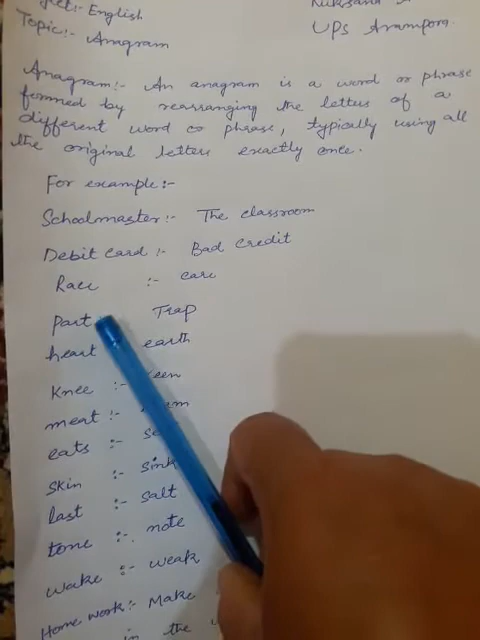 English
Topic:- Anagram
UPS Arampora
Anagram:- An anagram is a word or phrase
formed by rearranging the letters of a
different word or phrase, typically using all
the original letters exactly once.
For example:-
Schoolmaster:- The classroom
Debit card :- Bad credit
Race :- care
Part Trap
heart earth
Knee :- keen
meat :-
eats :-
Skin :- sink
last :- salt
tone :- note
wake :- weak
Home work:- Make
in the